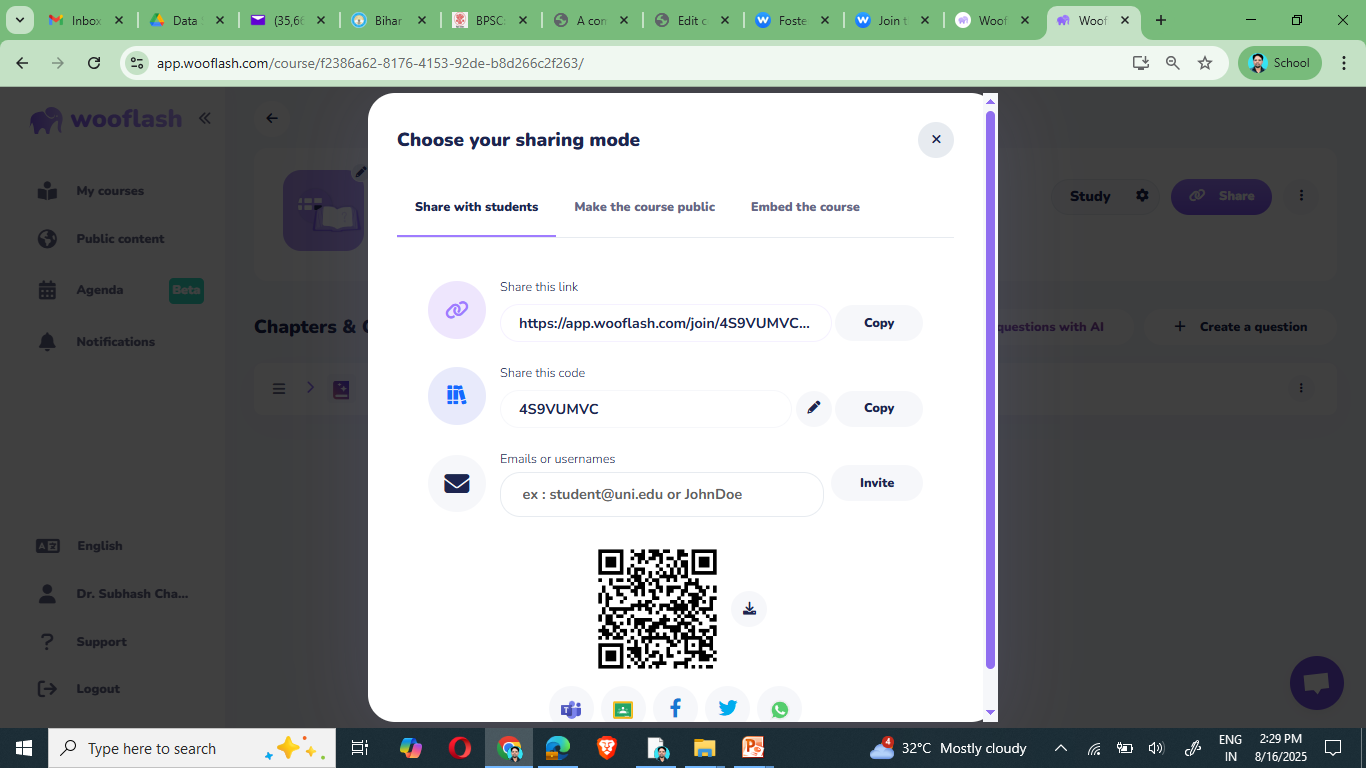 Inbox
Data
(35,6
Bihar
BPSC:
A con
Edit c
Foste
Join t
Woof
Woof
app.wooflash.com/course/f2386a62-8176-4153-92de-b8d266c2f263/
School
wooflash
My courses
Public content
Agenda
Beta
Notifications
English
Dr. Subhash Cha...
Support
Logout
Study
Share
Chapters &
questions with AI
+ Create a question
Choose your sharing mode
Share with students
Make the course public
Embed the course
Share this link
https://app.wooflash.com/join/4S9VUMVC...
Copy
Share this code
4S9VUMVC
Copy
Emails or usernames
ex : student@uni.edu or JohnDoe
Invite
Type here to search
4
32°C Mostly cloudy
ENG
IN
2:29 PM
8/16/2025